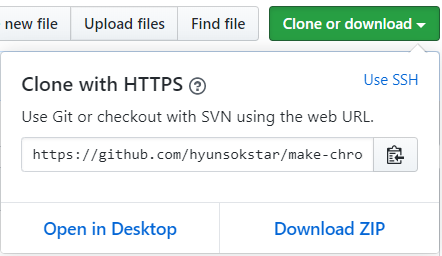 new file Upload files Find file Clone or download
Clone with HTTPS ?
Use SSH
Use Git or checkout with SVN using the web URL.
https://github.com/hyunsokstar/make-chro
Open in Desktop Download ZIP